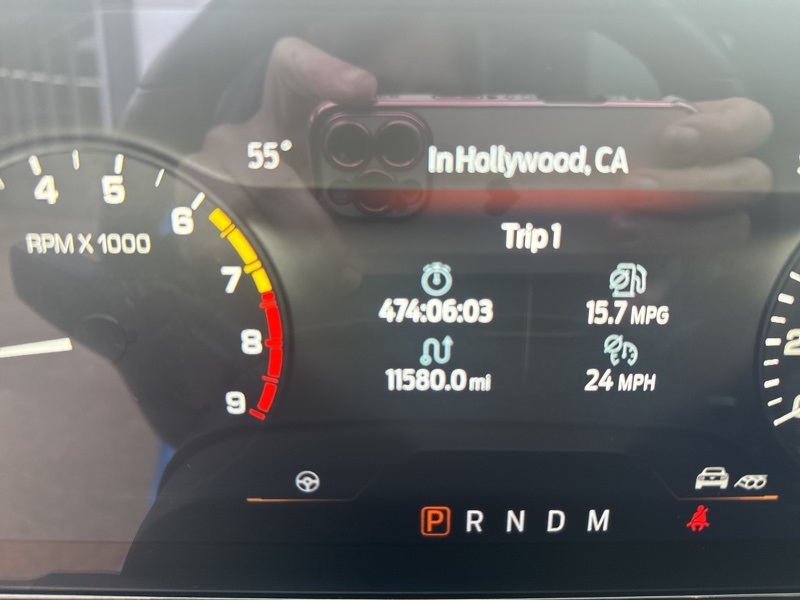 55° In Hollywood, CA
4 5 6 7 8 9
RPM X 1000
Trip 1
474:06:03 15.7 MPG
11580.0 mi 24 MPH
P R N D M